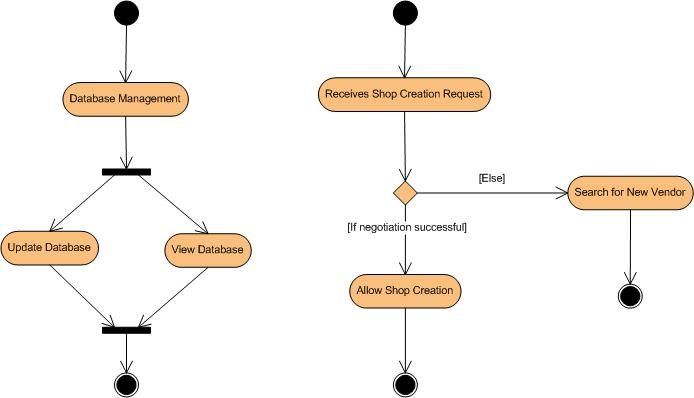 Database Management
Update Database
View Database
Receives Shop Creation Request
[Else]
Search for New Vendor
[If negotiation successful]
Allow Shop Creation